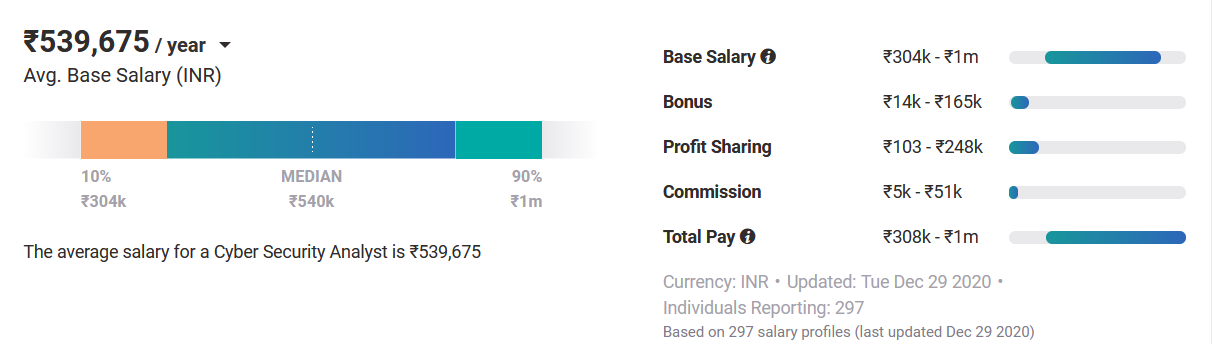 ₹539,675 / year
Avg. Base Salary (INR)
10% MEDIAN 90%
₹304k ₹540k ₹1m
The average salary for a Cyber Security Analyst is ₹539,675
Base Salary ₹304k - ₹1m
Bonus ₹14k - ₹165k
Profit Sharing ₹103 - ₹248k
Commission ₹5k - ₹51k
Total Pay ₹308k - ₹1m
Currency: INR • Updated: Tue Dec 29 2020 •
Individuals Reporting: 297
Based on 297 salary profiles (last updated Dec 29 2020)